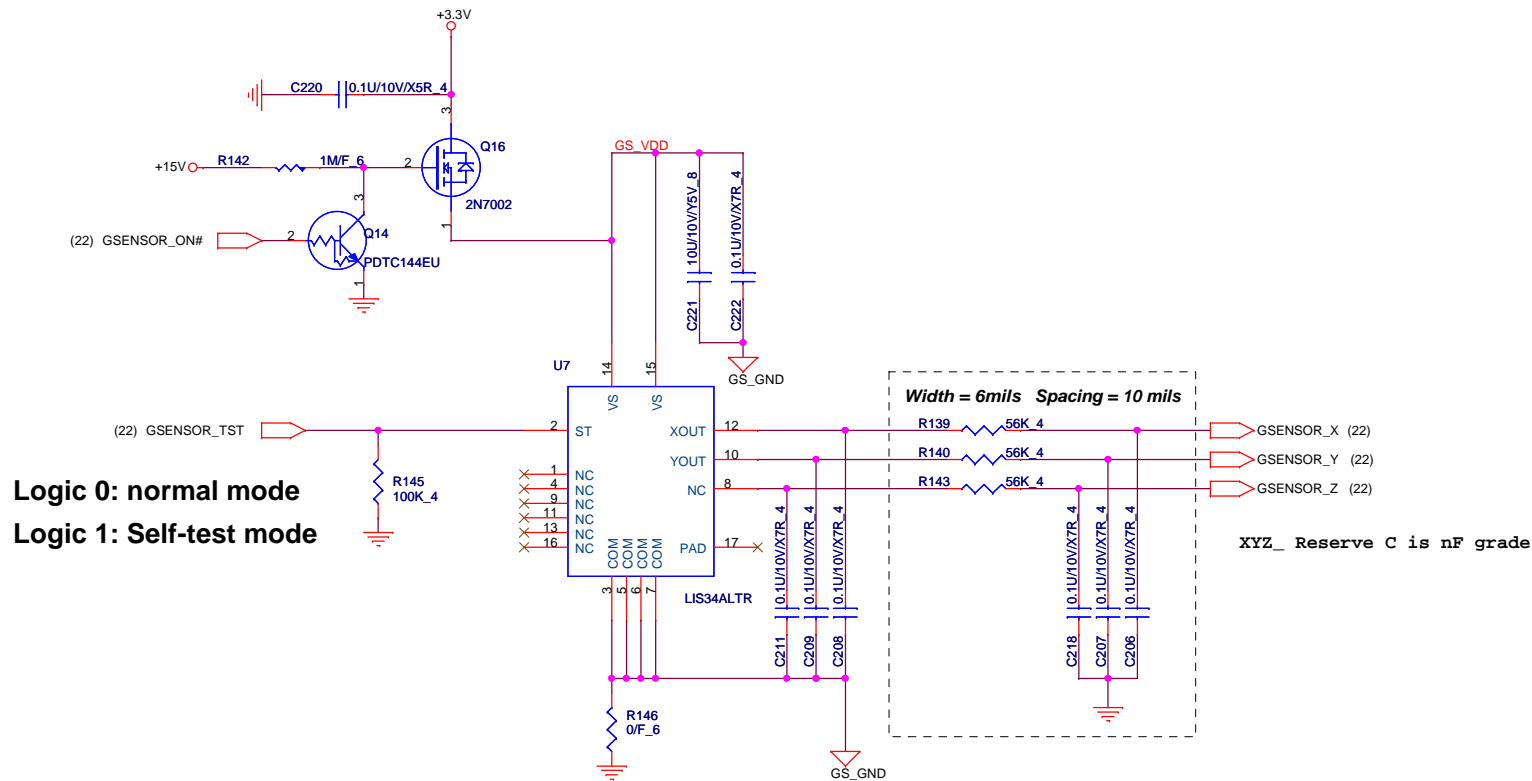 +3.3V
C220
0.1U/10V/X5R_4
3
Q16
GS_VDD
+15V
R142
1M/F_6
2
2N7002
1
3
(22) GSENSOR_ON#
2
Q14
PDTC144EU
1
10U/10V/Y5V_8
0.1U/10V/X7R_4
C221
C222
GS_GND
U7
14
15
VS
VS
Width = 6mils Spacing = 10 mils
(22) GSENSOR_TST
2
ST
XOUT
12
R139
56K_4
GSENSOR_X (22)
YOUT
10
R140
56K_4
GSENSOR_Y (22)
NC
8
R143
56K_4
GSENSOR_Z (22)
R145
100K_4
1
NC
4
NC
9
NC
11
NC
13
NC
16
NC
Logic 0: normal mode
Logic 1: Self-test mode
PAD
17
COM
COM
COM
COM
3
5
6
7
LIS34ALTR
0.1U/10V/X7R_4
0.1U/10V/X7R_4
0.1U/10V/X7R_4
C211
C209
C208
0.1U/10V/X7R_4
0.1U/10V/X7R_4
0.1U/10V/X7R_4
C218
C207
C206
XYZ_ Reserve C is nF grade
R146
0/F_6
GS_GND